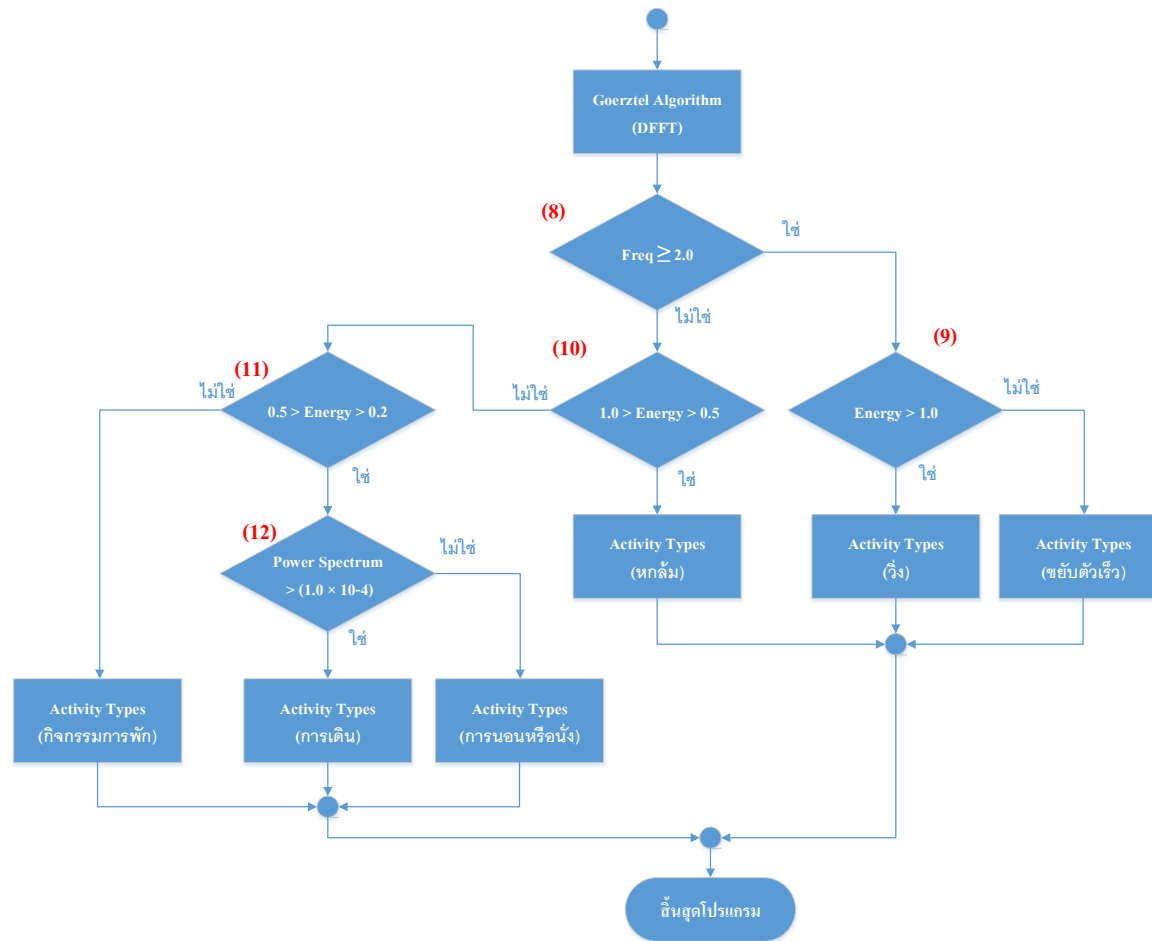 Goerztel Algorithm
(DFFT)
(8)
ใช่
Freq ≥ 2.0
ไม่ใช่
(10)
(9)
(11)
ไม่ใช่
ไม่ใช่
ไม่ใช่
0.5 > Energy > 0.2
1.0 > Energy > 0.5
Energy > 1.0
ใช่
ใช่
ใช่
(12)
ไม่ใช่
Power Spectrum
> (1.0 × 10-4)
Activity Types
(หกล้ม)
Activity Types
(วิ่ง)
Activity Types
(ขยับตัวเร็ว)
ใช่
Activity Types
(กิจกรรมการพัก)
Activity Types
(การเดิน)
Activity Types
(การนอนหรือนั่ง)
สิ้นสุดโปรแกรม